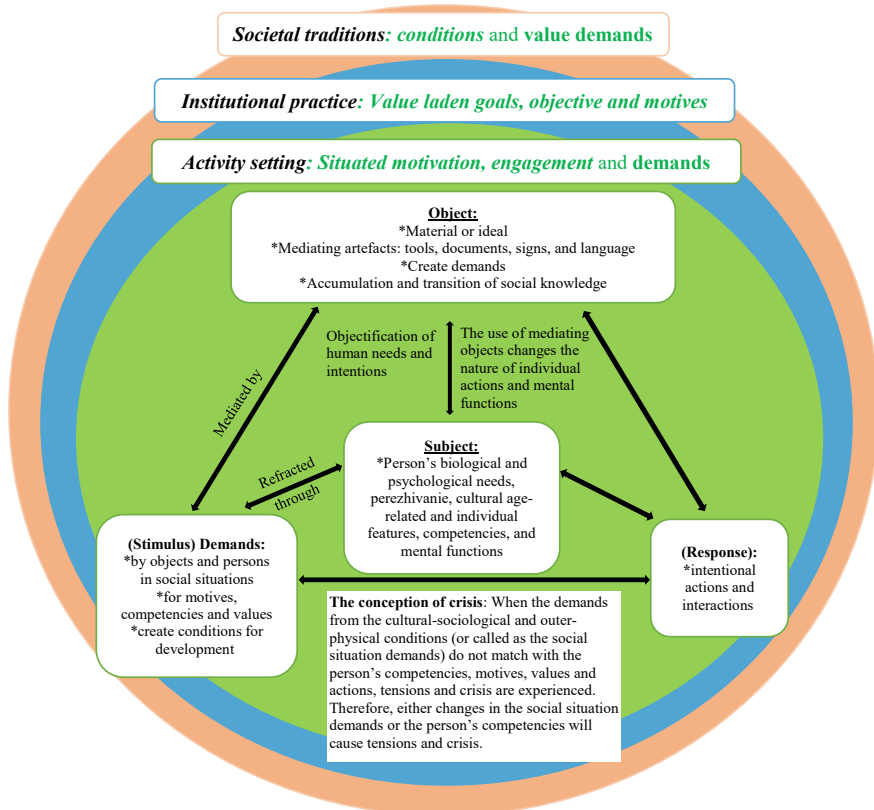 Societal traditions: conditions and value demands
Institutional practice: Value laden goals, objective and motives
Activity setting: Situated motivation, engagement and demands
Object:
*Material or ideal
*Mediating artefacts: tools, documents, signs, and language
*Create demands
*Accumulation and transition of social knowledge
Objectification of
human needs and
intentions
The use of mediating
objects changes the
nature of individual
actions and mental
functions
Mediated by
Refracted
through
Subject:
*Person's biological and
psychological needs,
perezhivanie, cultural age-
related and individual
features, competencies, and
mental functions
(Stimulus) Demands:
*by objects and persons
in social situations
*for motives,
competencies and values
*create conditions for
development
(Response):
*intentional
actions and
interactions
The conception of crisis: When the demands
from the cultural-sociological and outer-
physical conditions (or called as the social
situation demands) do not match with the
person's competencies, motives, values and
actions, tensions and crisis are experienced.
Therefore, either changes in the social situation
demands or the person's competencies will
cause tensions and crisis.